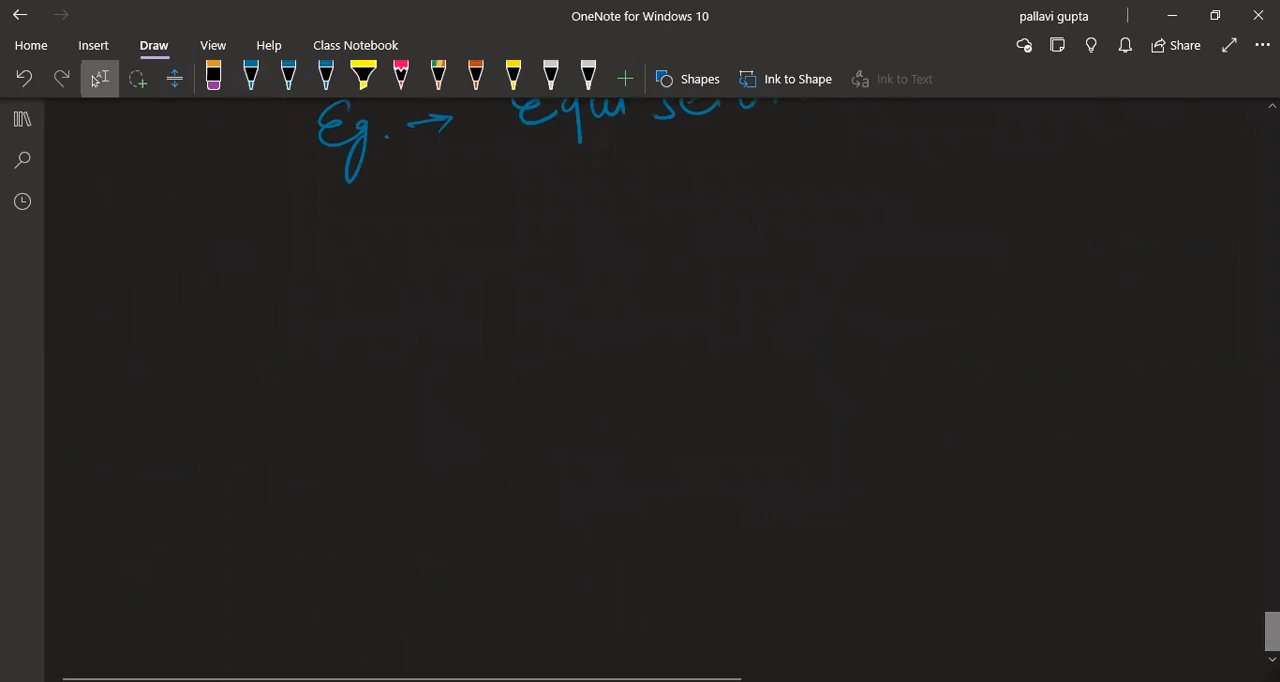 OneNote for Windows 10
pallavi gupta
Home Insert Draw View Help Class Notebook Share
Shapes Ink to Shape Ink to Text
Eg. →